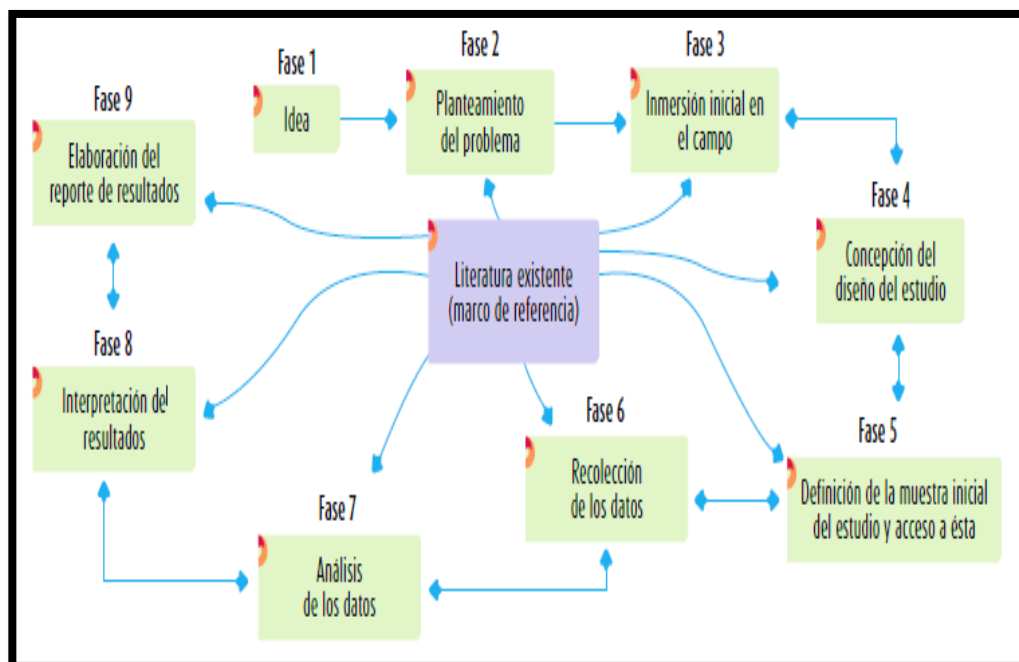 Fase 1
Idea
Fase 2
Planteamiento
del problema
Fase 3
Inmersión inicial en
el campo
Fase 4
Concepción del
diseño del estudio
Fase 5
Definición de la muestra inicial
del estudio y acceso a ésta
Fase 6
Recolección
de los datos
Fase 7
Análisis
de los datos
Fase 8
Interpretación de
resultados
Fase 9
Elaboración del
reporte de resultados
Literatura existente
(marco de referencia)